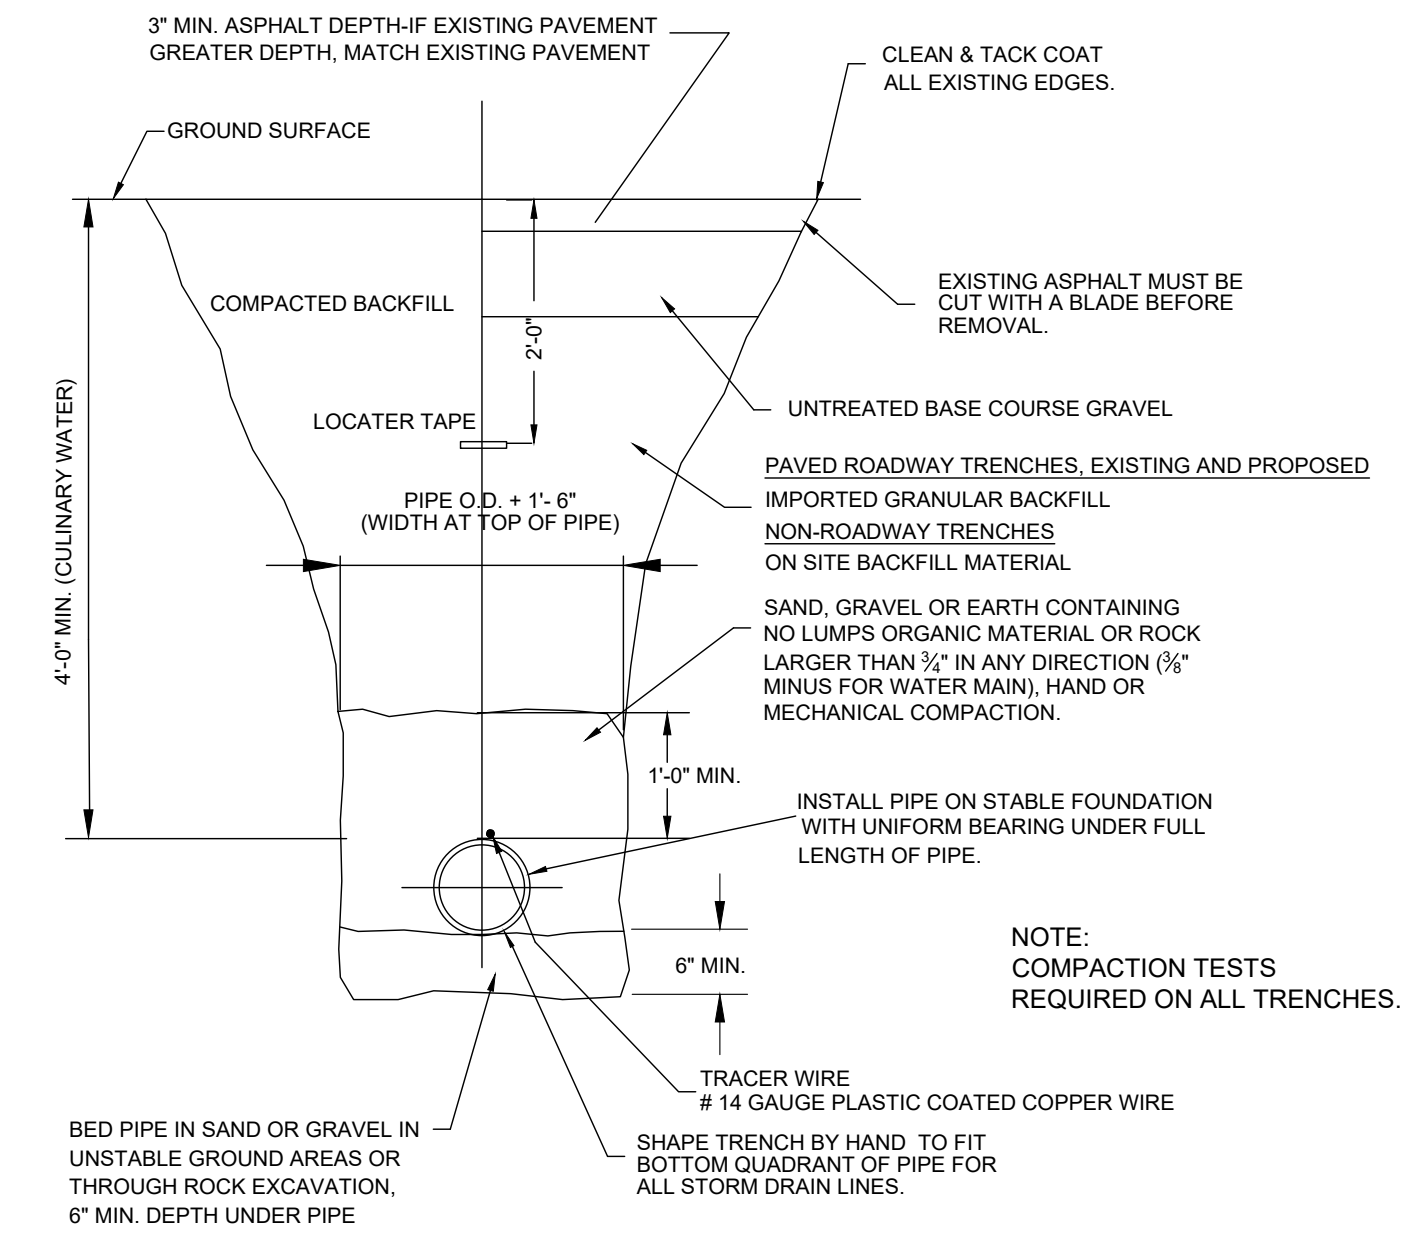 3" MIN. ASPHALT DEPTH-IF EXISTING PAVEMENT
GREATER DEPTH, MATCH EXISTING PAVEMENT
CLEAN & TACK COAT
ALL EXISTING EDGES.
GROUND SURFACE
EXISTING ASPHALT MUST BE
CUT WITH A BLADE BEFORE
REMOVAL.
COMPACTED BACKFILL
2'-0"
4'-0" MIN. (CULINARY WATER)
LOCATER TAPE
UNTREATED BASE COURSE GRAVEL
PAVED ROADWAY TRENCHES, EXISTING AND PROPOSED
IMPORTED GRANULAR BACKFILL
NON-ROADWAY TRENCHES
ON SITE BACKFILL MATERIAL
PIPE O.D. + 1'- 6"
(WIDTH AT TOP OF PIPE)
SAND, GRAVEL OR EARTH CONTAINING
NO LUMPS ORGANIC MATERIAL OR ROCK
LARGER THAN ¾" IN ANY DIRECTION (⅜"
MINUS FOR WATER MAIN), HAND OR
MECHANICAL COMPACTION.
1'-0" MIN.
INSTALL PIPE ON STABLE FOUNDATION
WITH UNIFORM BEARING UNDER FULL
LENGTH OF PIPE.
6" MIN.
NOTE:
COMPACTION TESTS
REQUIRED ON ALL TRENCHES.
TRACER WIRE
# 14 GAUGE PLASTIC COATED COPPER WIRE
SHAPE TRENCH BY HAND TO FIT
BOTTOM QUADRANT OF PIPE FOR
ALL STORM DRAIN LINES.
BED PIPE IN SAND OR GRAVEL IN
UNSTABLE GROUND AREAS OR
THROUGH ROCK EXCAVATION,
6" MIN. DEPTH UNDER PIPE